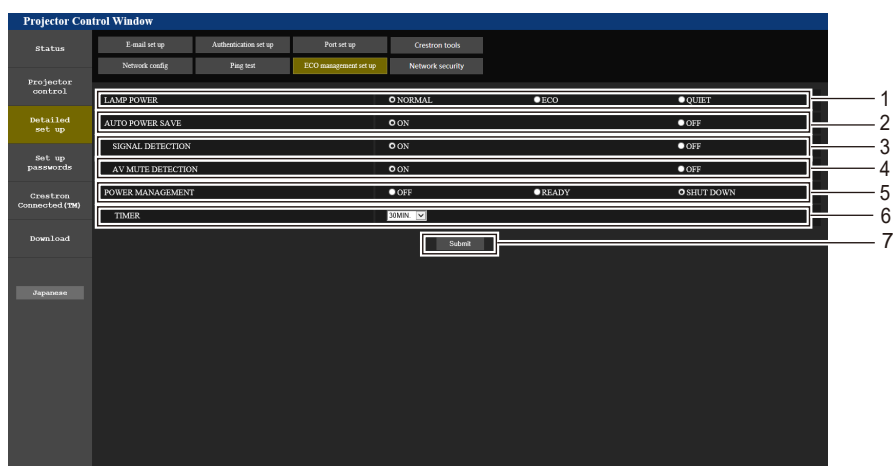 Projector Control Window
Status
E-mail set up
Authentication set up
Port set up
Crestron tools
Network config
Ping test
ECO management set up
Network security
Projector
control
Detailed
set up
Set up
passwords
Crestron
Connected(TM)
Download
Japanese
LAMP POWER NORMAL ECO QUIET 1
AUTO POWER SAVE ON OFF 2
SIGNAL DETECTION ON OFF 3
AV MUTE DETECTION ON OFF 4
POWER MANAGEMENT OFF READY SHUT DOWN 5
TIMER 30MIN. 6
Submit 7